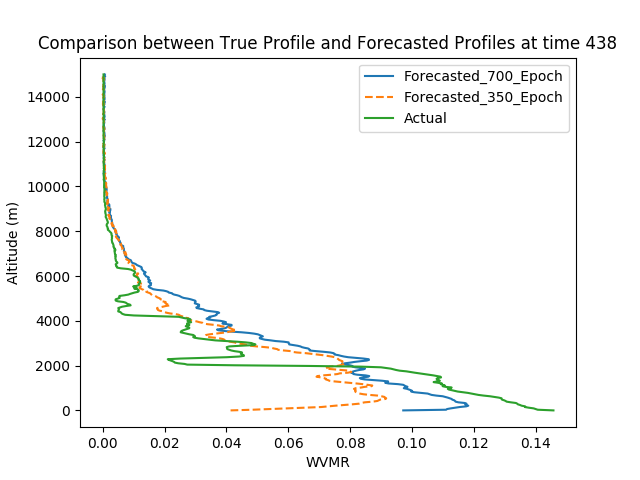 Comparison between True Profile and Forecasted Profiles at time 438
Forecasted_700_Epoch
Forecasted_350_Epoch
Actual
Altitude (m)
14000
12000
10000
8000
6000
4000
2000
0
0.00 0.02 0.04 0.06 0.08 0.10 0.12 0.14
WVMR